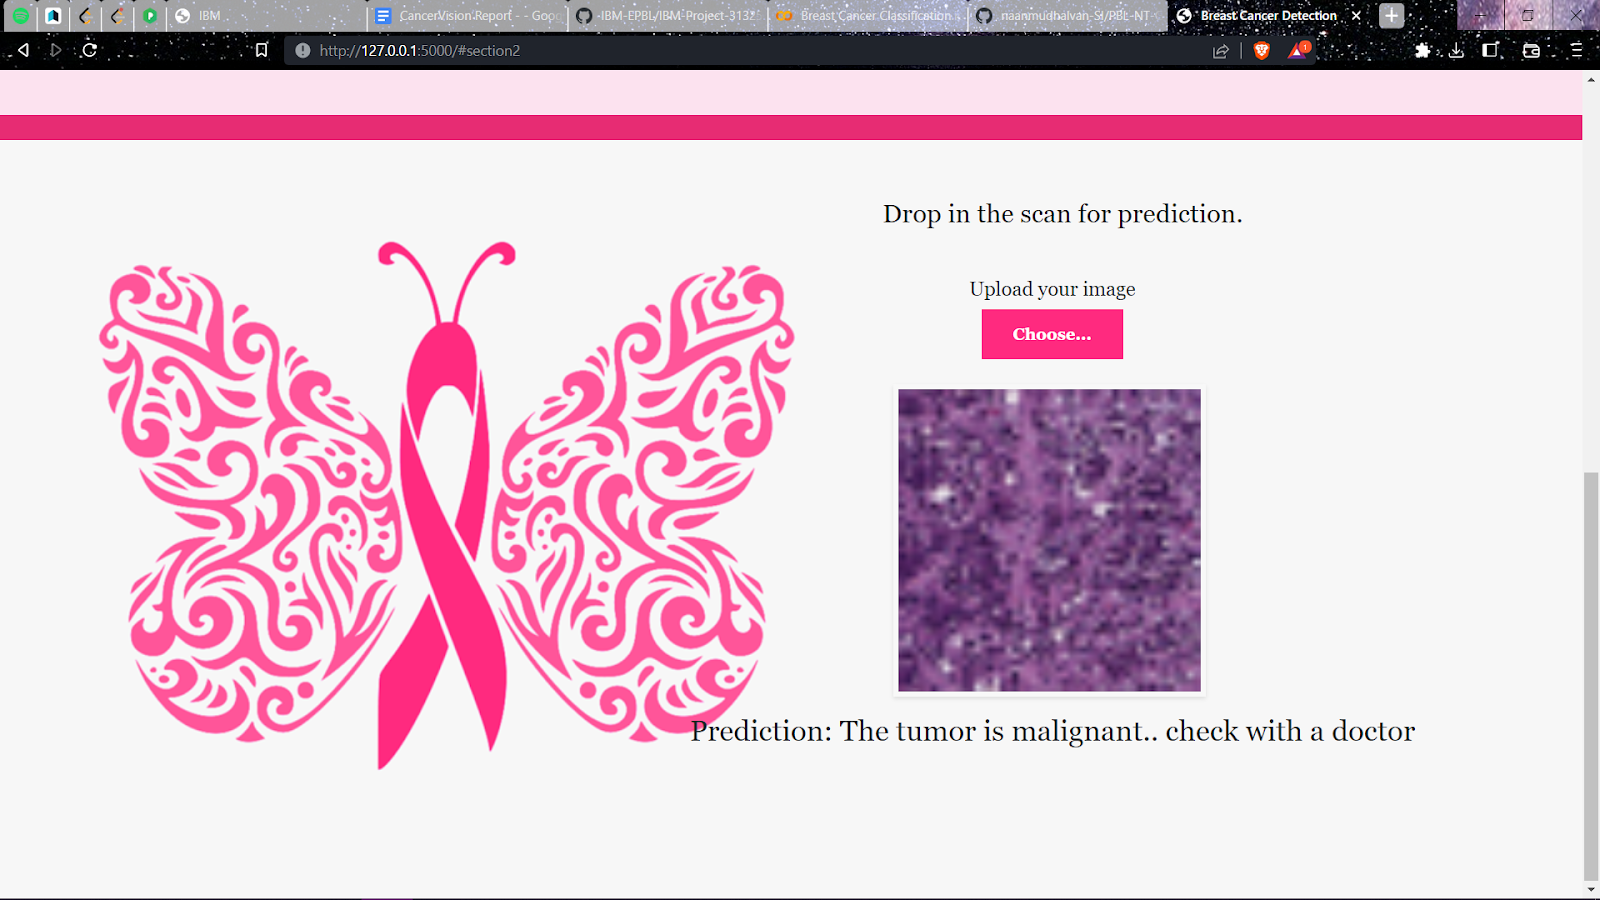 IBM
CancerVision Report - - Goo
-IBM-EPBL/IBM-Project-3132
Breast Cancer Classification
naanmudhalvan-SI/PBL-NT
Breast Cancer Detection
http://127.0.0.1:5000/#section2
1
Drop in the scan for prediction.
Upload your image
Choose...
Prediction: The tumor is malignant.. check with a doctor